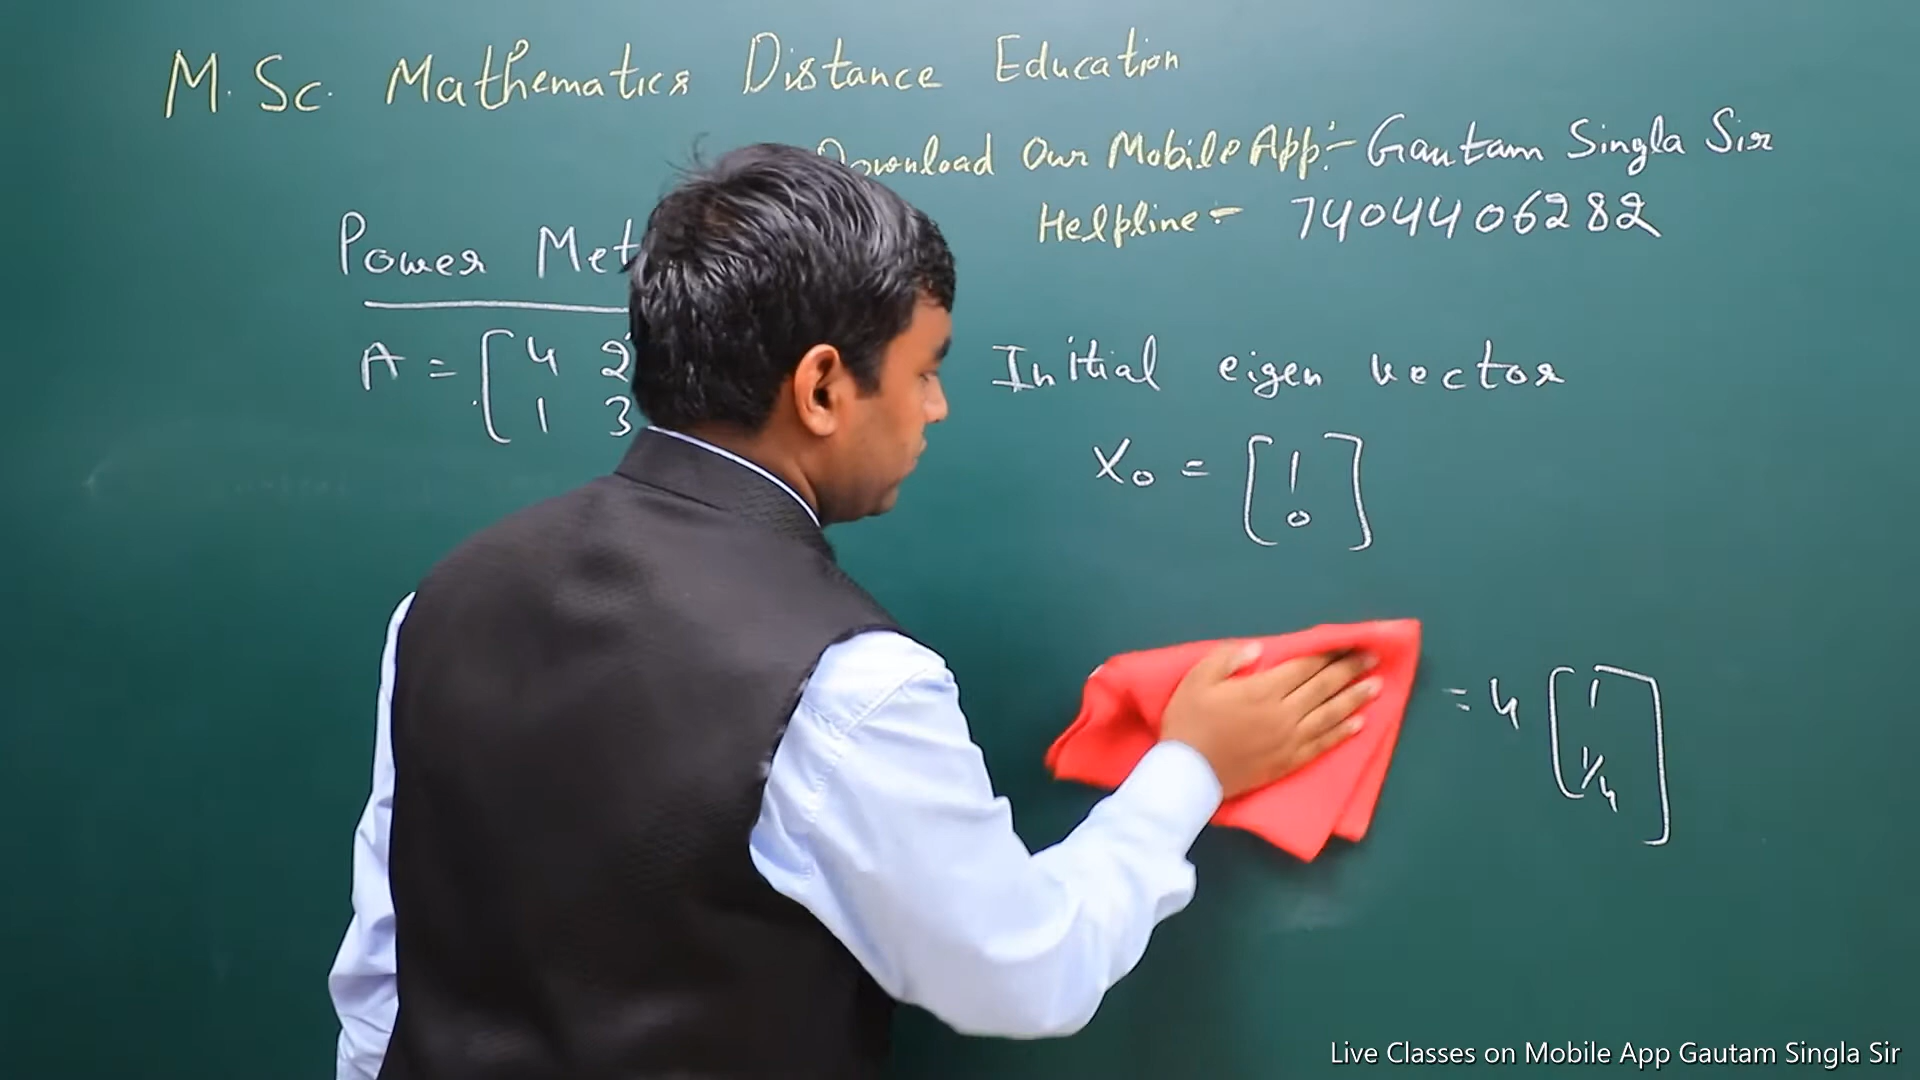 M.Sc. Mathematics Distance Education
Download Our Mobile App:- Gautam Singla Sir
Helpline:- 7404406282
Power Met
A = [ 4 2
1 3
Initial eigen vector
X₀ = [ 1
0 ]
= 4 [ 1
1/4 ]
Live Classes on Mobile App Gautam Singla Sir